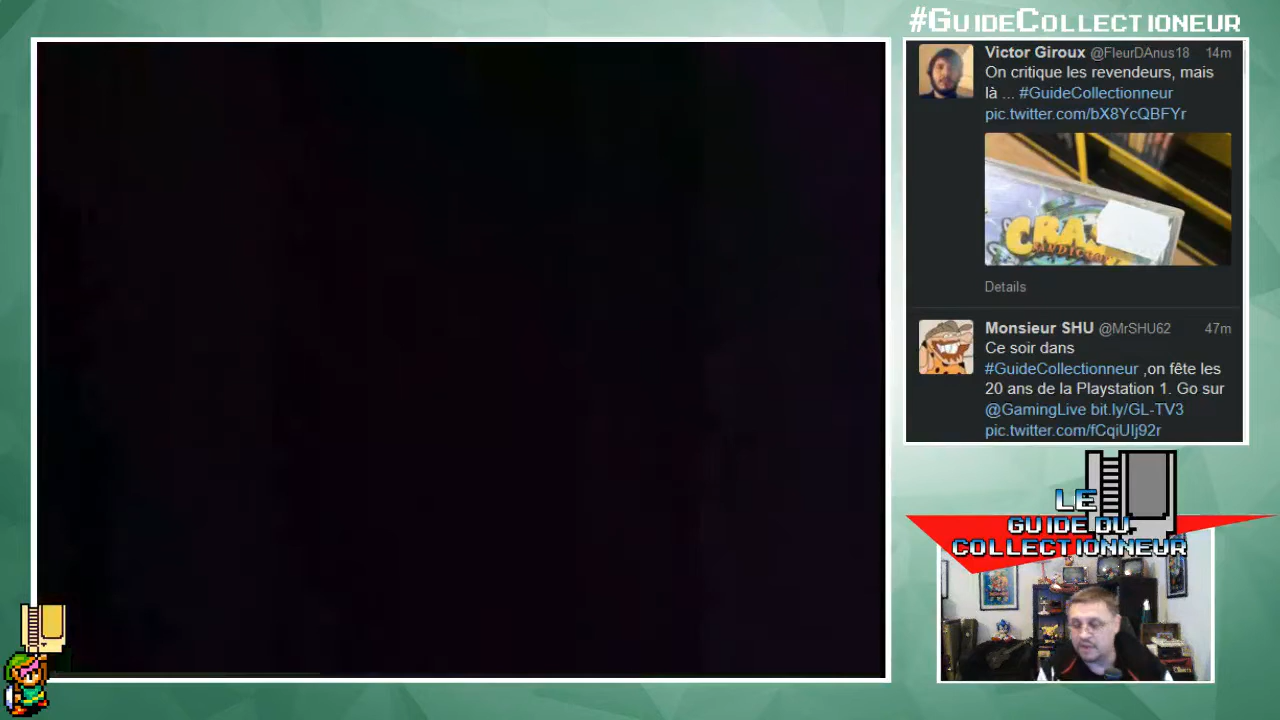 #GUIDECOLLECTIONEUR
Victor Giroux @FleurDAnus18 14m
On critique les revendeurs, mais
là ... #GuideCollectionneur
pic.twitter.com/bX8YcQBFYr
CRA
Details
Monsieur SHU @MrSHU62 47m
Ce soir dans
#GuideCollectionneur ,on fête les
20 ans de la Playstation 1. Go sur
@GamingLive bit.ly/GL-TV3
pic.twitter.com/fCqiUIj92r
LE
GUIDE DU
COLLECTIONNEUR